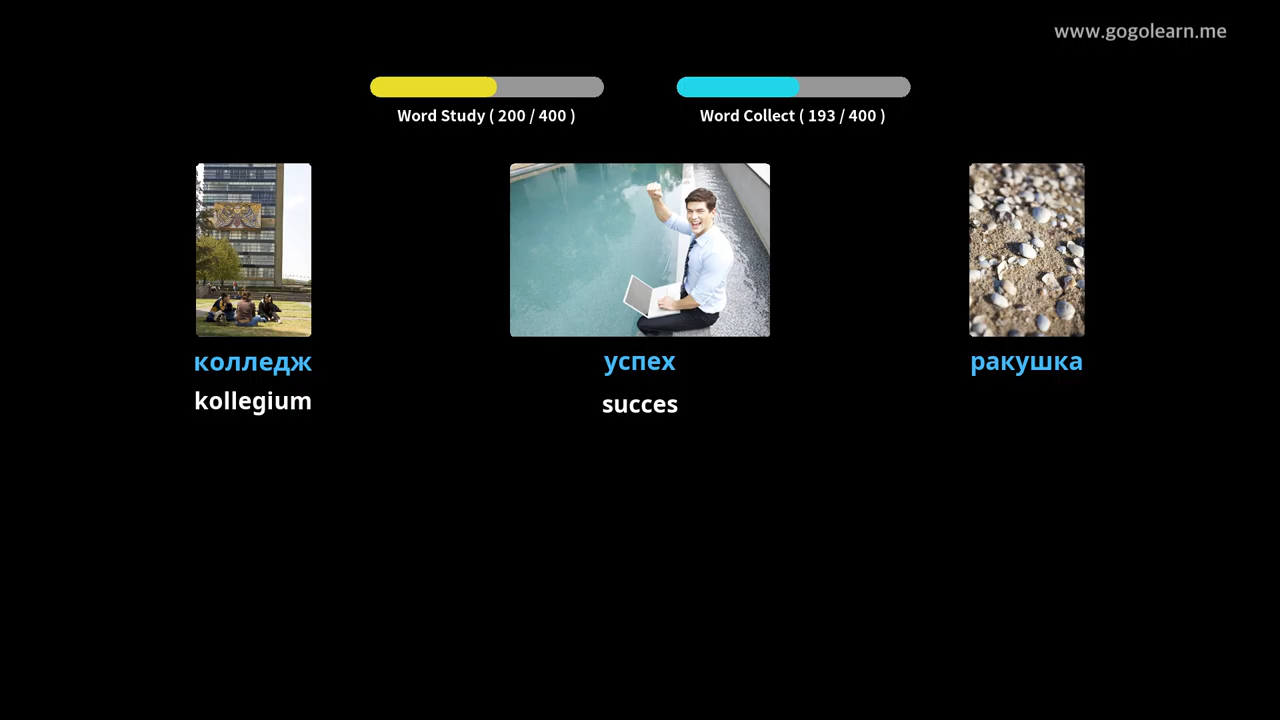 www.gogolearn.me
Word Study ( 200 / 400 )
Word Collect ( 193 / 400 )
колледж
успех
ракушка
kollegium
succes